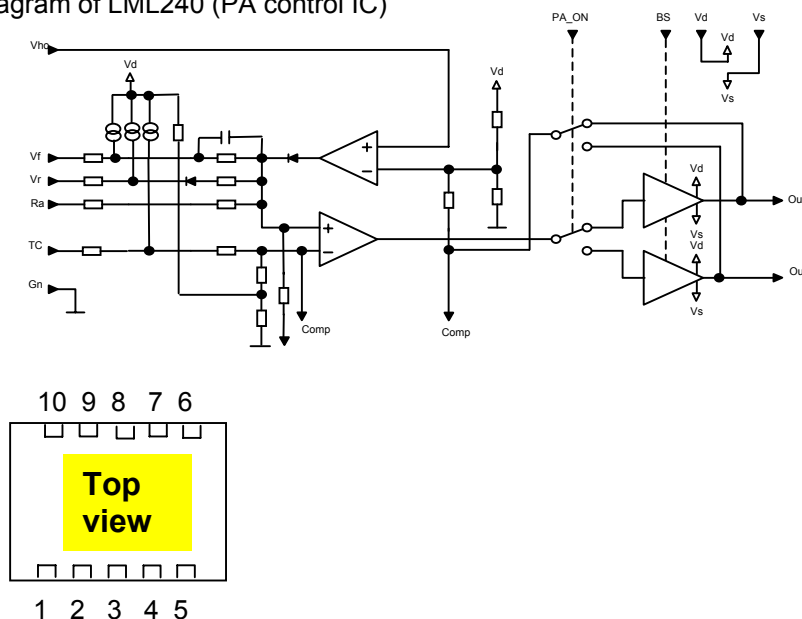 agram of LML240 (PA control IC)
PA_ON BS Vd Vs
Vd
Vs
Vho
Vd
Vd
Vf
Vr
Ra
TC
Gn
Vd
Ou
Vs
Vd
Ou
Vs
Comp
Comp
10 9 8 7 6
Top
view
1 2 3 4 5